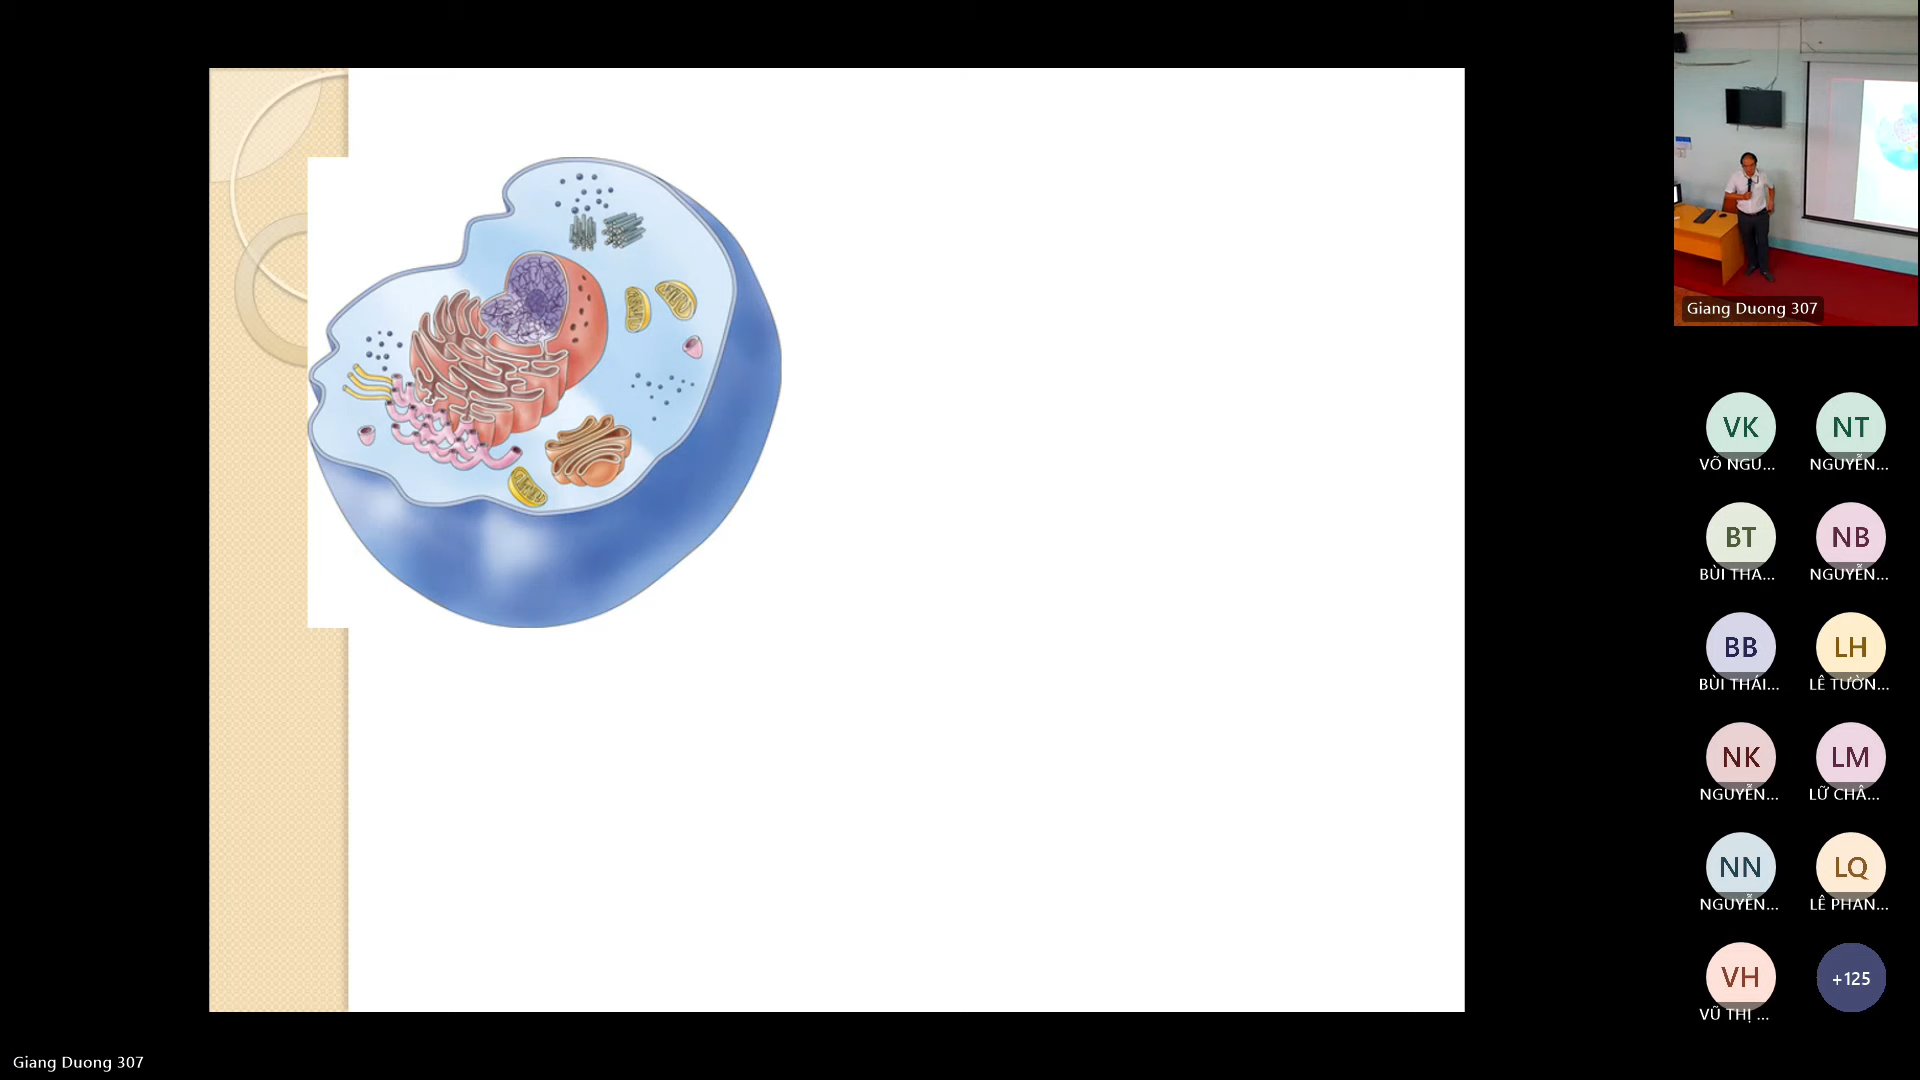 Giang Duong 307
VK
NT
VÕ NGU...
NGUYỄN...
BT
NB
BÙI THA...
NGUYỄN...
BB
LH
BÙI THÁI...
LÊ TƯỜN...
NK
LM
NGUYỄN...
LỮ CHÂ...
NN
LQ
NGUYỄN...
LÊ PHAN...
VH
+125
VŨ THỊ ...
Giang Duong 307